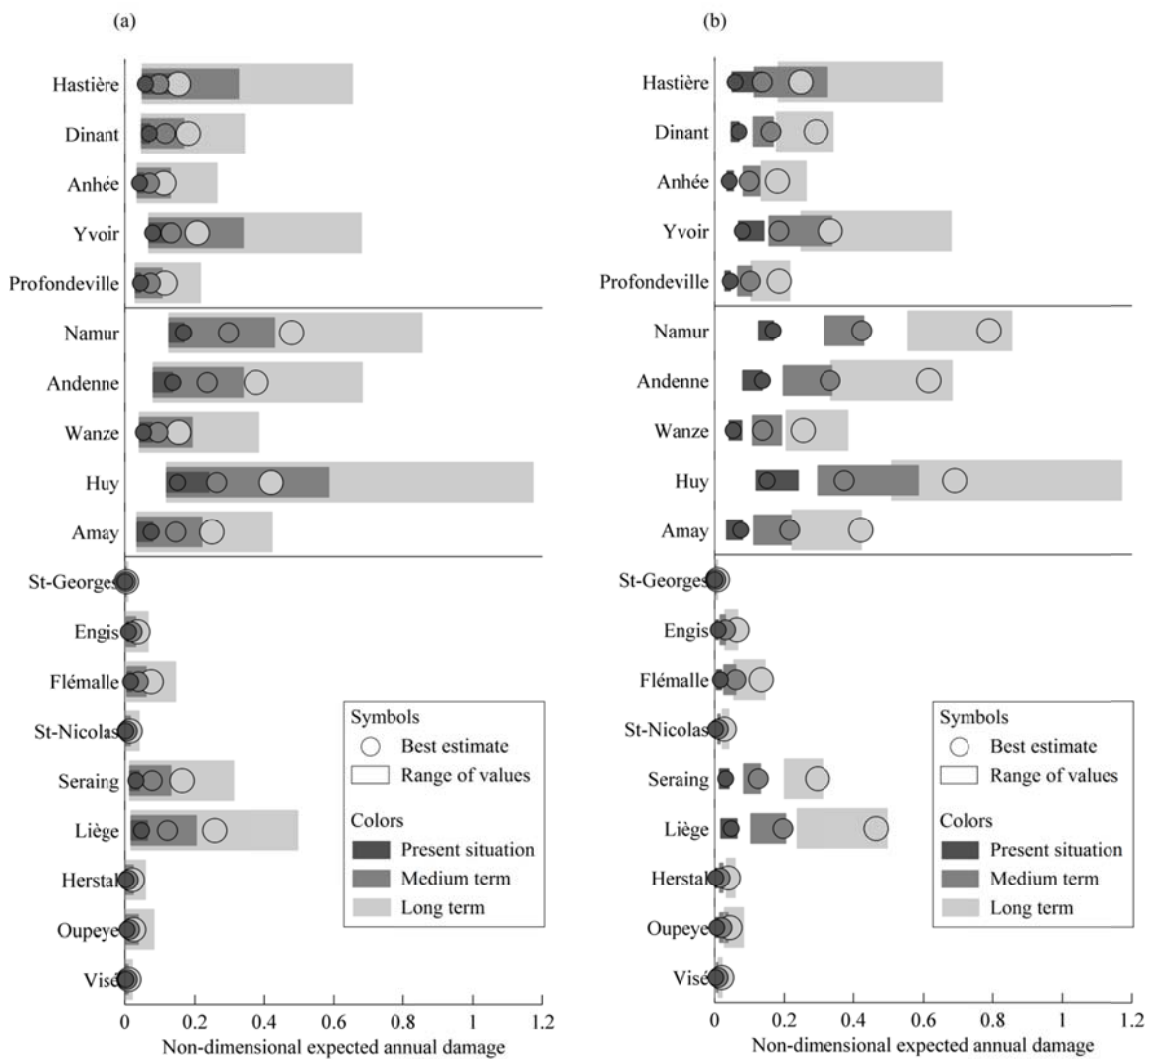 (a)
Hastière
Dinant
Anhée
Yvoir
Profondeville
Namur
Andenne
Wanze
Huy
Amay
St-Georges
Engis
Flémalle
St-Nicolas
Seraing
Liège
Herstal
Oupeye
Visé
Symbols
Best estimate
Range of values
Colors
Present situation
Medium term
Long term
0 0.2 0.4 0.6 0.8 1 1.2
Non-dimensional expected annual damage
(b)
Hastière
Dinant
Anhée
Yvoir
Profondeville
Namur
Andenne
Wanze
Huy
Amay
St-Georges
Engis
Flémalle
St-Nicolas
Seraing
Liège
Herstal
Oupeye
Visé
Symbols
Best estimate
Range of values
Colors
Present situation
Medium term
Long term
0 0.2 0.4 0.6 0.8 1 1.2
Non-dimensional expected annual damage